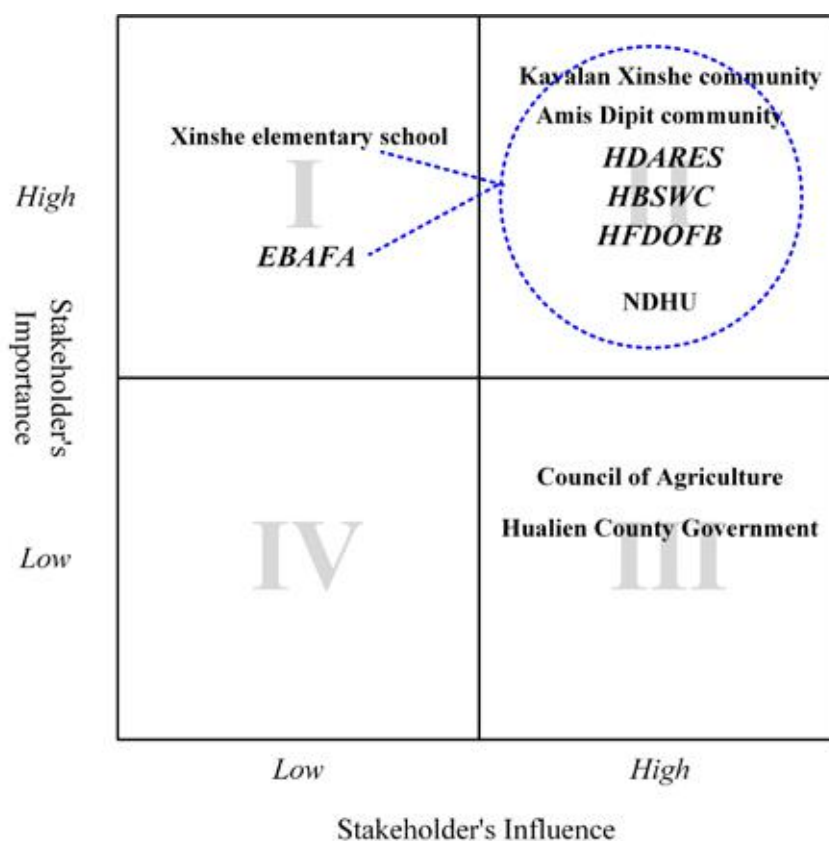 Kavalan Xinshe community
Amis Dipit community
Xinshe elementary school
HDARES
I
II
High
HBSWC
HFDOFB
EBAFA
NDHU
Stakeholder's
Importance
Council of Agriculture
Hualien County Government
Low
IV
III
Low
High
Stakeholder's Influence